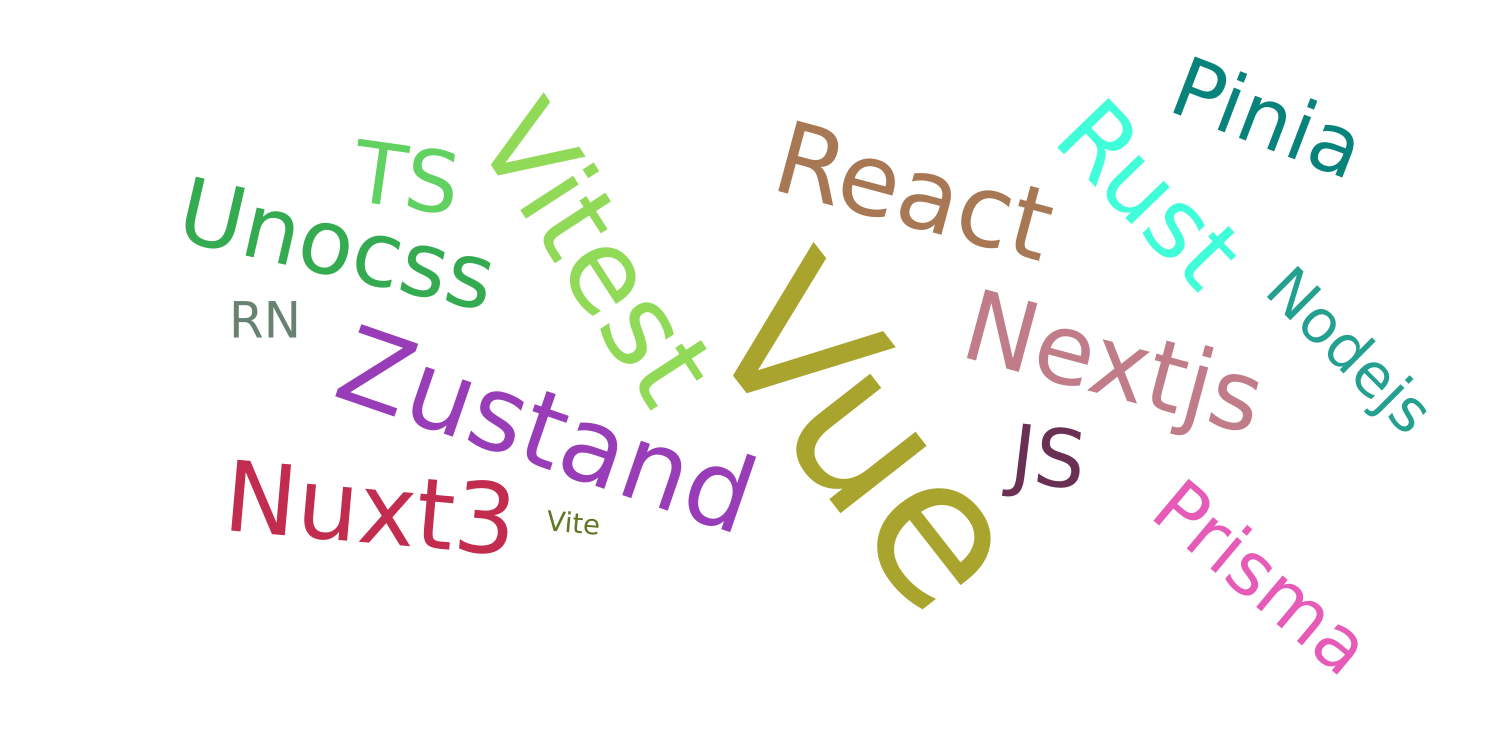 Pinia
Vitest
Rust
React
TS
Unocss
Vue
Nodejs
Nextjs
RN
Zustand
JS
Nuxt3
Vite
Prisma